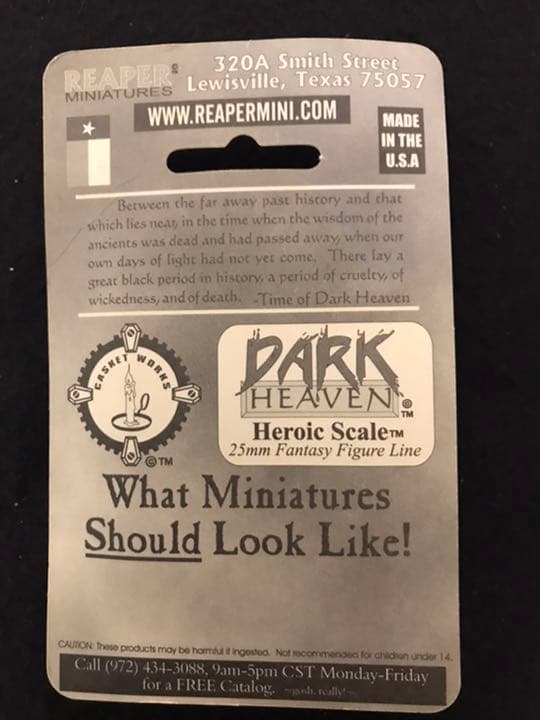 REAPER®
MINIATURES
320A Smith Street
Lewisville, Texas 75057
WWW.REAPERMINI.COM
MADE
IN THE
U.S.A
Between the far away past history and that
which lies near, in the time when the wisdom of the
ancients was dead and had passed away, when our
own days of light had not yet come, There lay a
great black period in history, a period of cruelty, of
wickedness, and of death. -Time of Dark Heaven
CASKET WORKS
©TM
DARK
HEAVEN®
TM
Heroic Scale™
25mm Fantasy Figure Line
What Miniatures
Should Look Like!
CAUTION: These products may be harmful if ingested. Not recommended for children under 14.
Call (972) 434-3088, 9am-5pm CST Monday-Friday
for a FREE Catalog. ~gosh, really!~